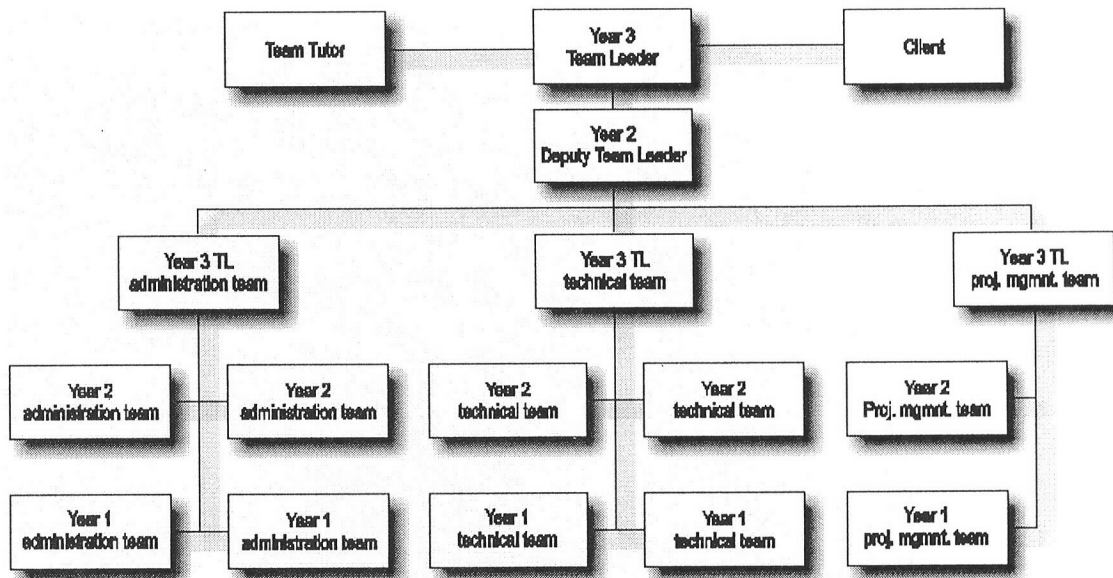 Team Tutor
Year 3
Team Leader
Client
Year 2
Deputy Team Leader
Year 3 TL
administration team
Year 3 TL
technical team
Year 3 TL
proj. mgmnt. team
Year 2
administration team
Year 2
administration team
Year 2
technical team
Year 2
technical team
Year 2
Proj. mgmnt. team
Year 1
administration team
Year 1
administration team
Year 1
technical team
Year 1
technical team
Year 1
proj. mgmnt. team